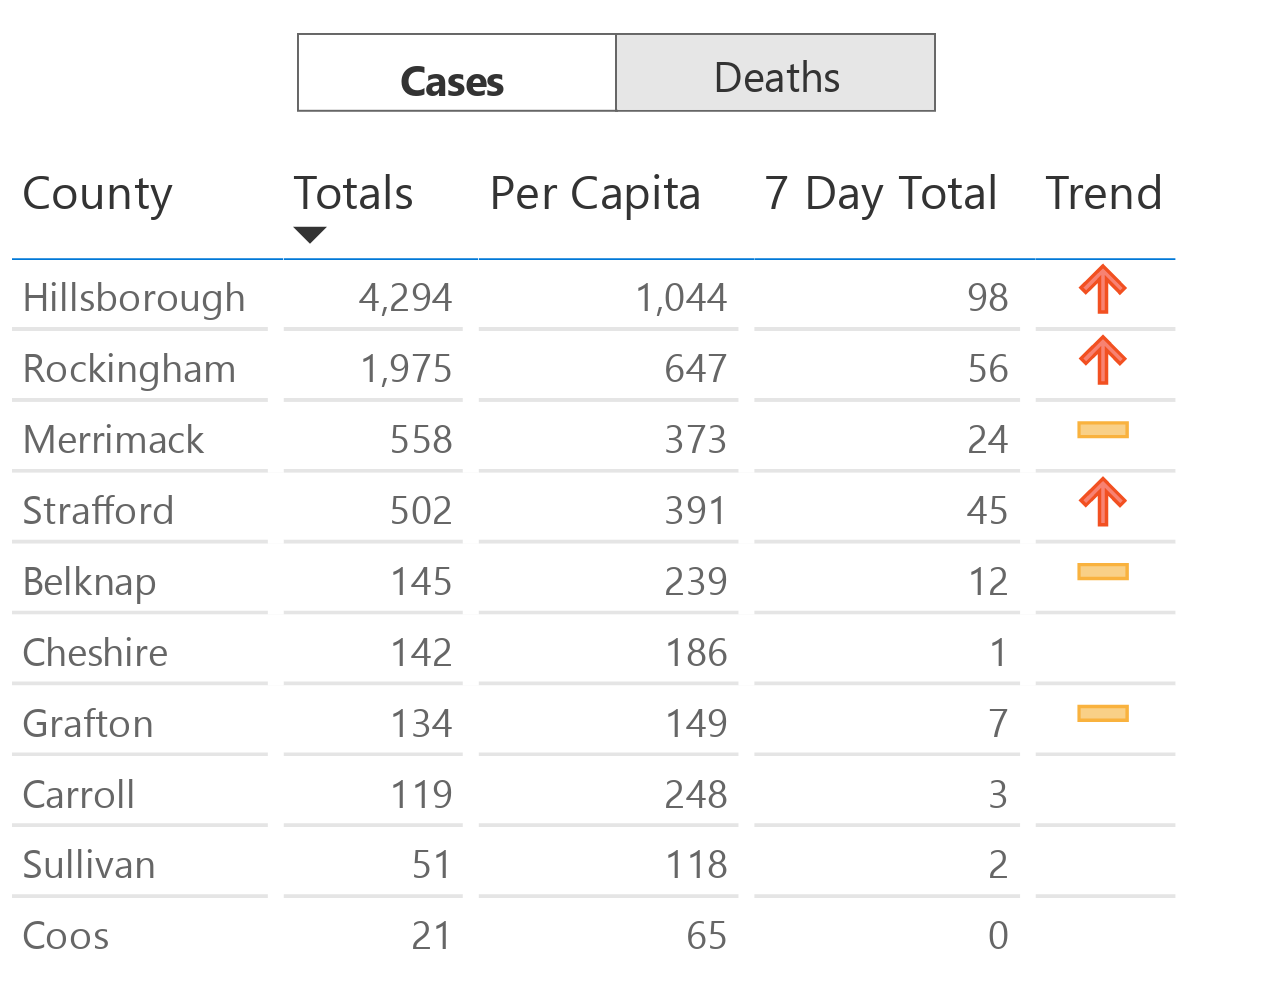 Cases Deaths
County Totals Per Capita 7 Day Total Trend
Hillsborough 4,294 1,044 98
Rockingham 1,975 647 56
Merrimack 558 373 24
Strafford 502 391 45
Belknap 145 239 12
Cheshire 142 186 1
Grafton 134 149 7
Carroll 119 248 3
Sullivan 51 118 2
Coos 21 65 0